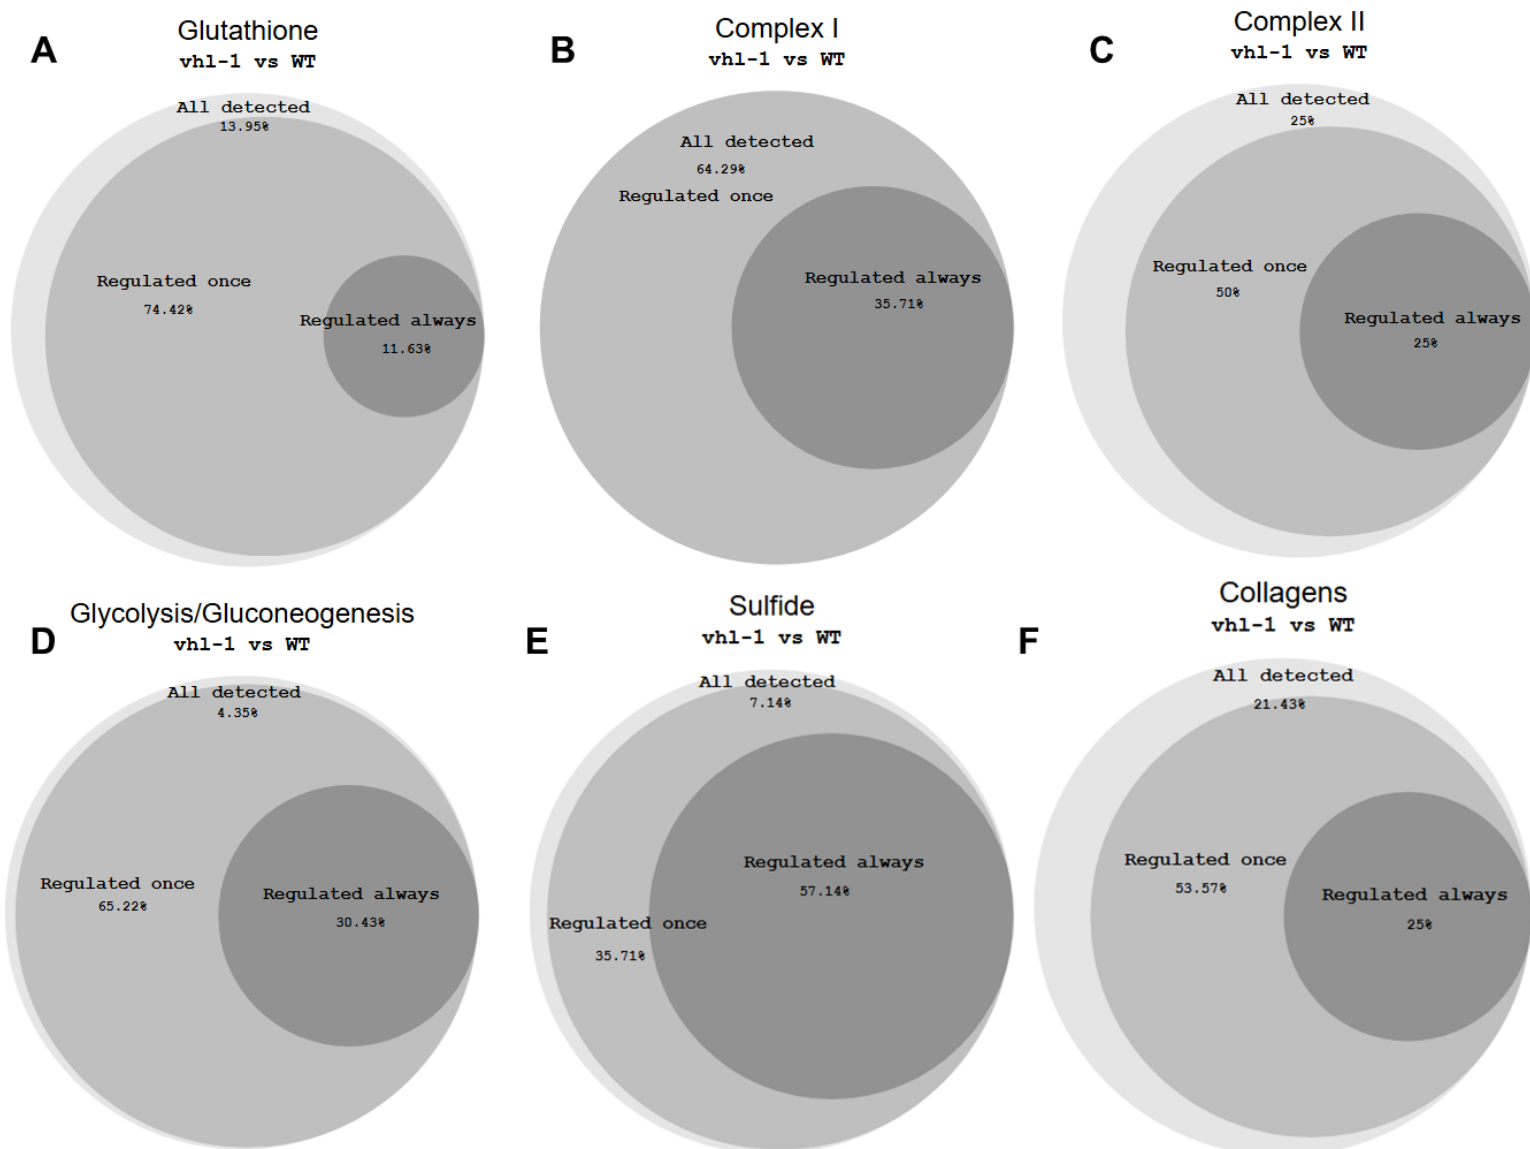 A
Glutathione
vhl-1 vs WT
All detected
13.95%
Regulated once
74.42%
Regulated always
11.63%
B
Complex I
vhl-1 vs WT
All detected
64.29%
Regulated once
Regulated always
35.71%
C
Complex II
vhl-1 vs WT
All detected
25%
Regulated once
50%
Regulated always
25%
D
Glycolysis/Gluconeogenesis
vhl-1 vs WT
All detected
4.35%
Regulated once
65.22%
Regulated always
30.43%
E
Sulfide
vhl-1 vs WT
All detected
7.14%
Regulated always
57.14%
Regulated once
35.71%
F
Collagens
vhl-1 vs WT
All detected
21.43%
Regulated once
53.57%
Regulated always
25%